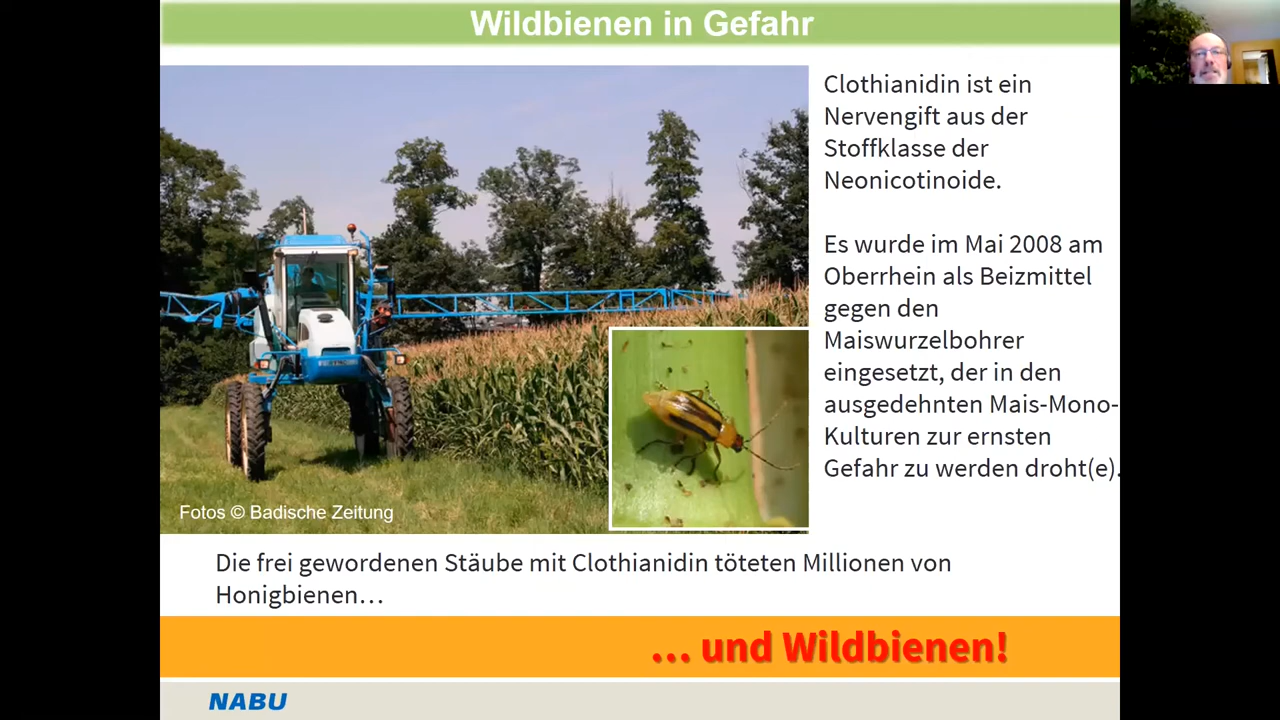 Wildbienen in Gefahr
Clothianidin ist ein
Nervengift aus der
Stoffklasse der
Neonicotinoide.
Es wurde im Mai 2008 am
Oberrhein als Beizmittel
gegen den
Maiswurzelbohrer
eingesetzt, der in den
ausgedehnten Mais-Mono-
Kulturen zur ernsten
Gefahr zu werden droht(e).
Fotos © Badische Zeitung
Die frei gewordenen Stäube mit Clothianidin töteten Millionen von
Honigbienen…
… und Wildbienen!
NABU